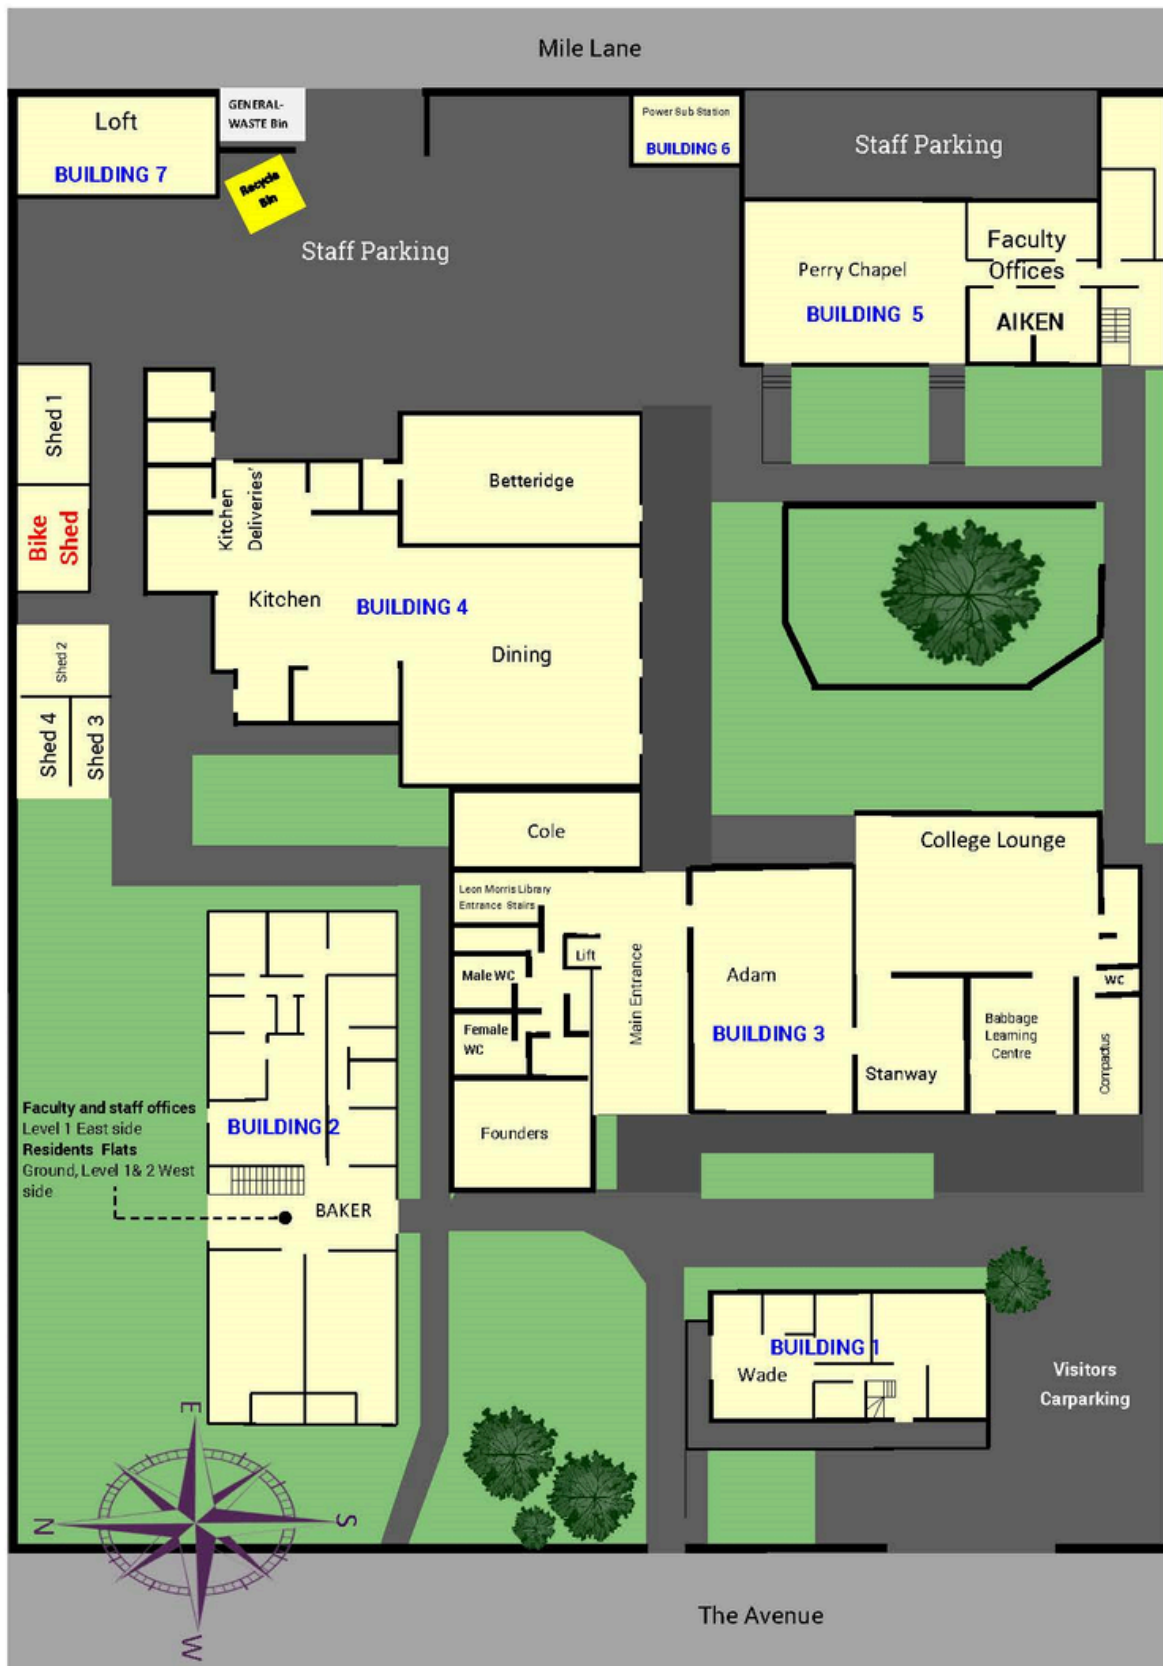 Mile Lane
Loft
BUILDING 7
GENERAL-
WASTE Bin
Recycle
Bin
Staff Parking
Power Sub Station
BUILDING 6
Staff Parking
Perry Chapel
BUILDING 5
Faculty
Offices
AIKEN
Shed 1
Bike
Shed
Shed 2
Shed 4
Shed 3
Kitchen
Deliveries'
Betteridge
Kitchen
BUILDING 4
Dining
Cole
Leon Morris Library
Entrance Stairs
Lift
Male WC
Female
WC
Founders
Main Entrance
Adam
BUILDING 3
College Lounge
Stanway
Babbage
Learning
Centre
WC
Compactus
Faculty and staff offices
Level 1 East side
Residents Flats
Ground, Level 1& 2 West
side
BUILDING 2
BAKER
BUILDING 1
Wade
Visitors
Carparking
E
N
S
W
The Avenue